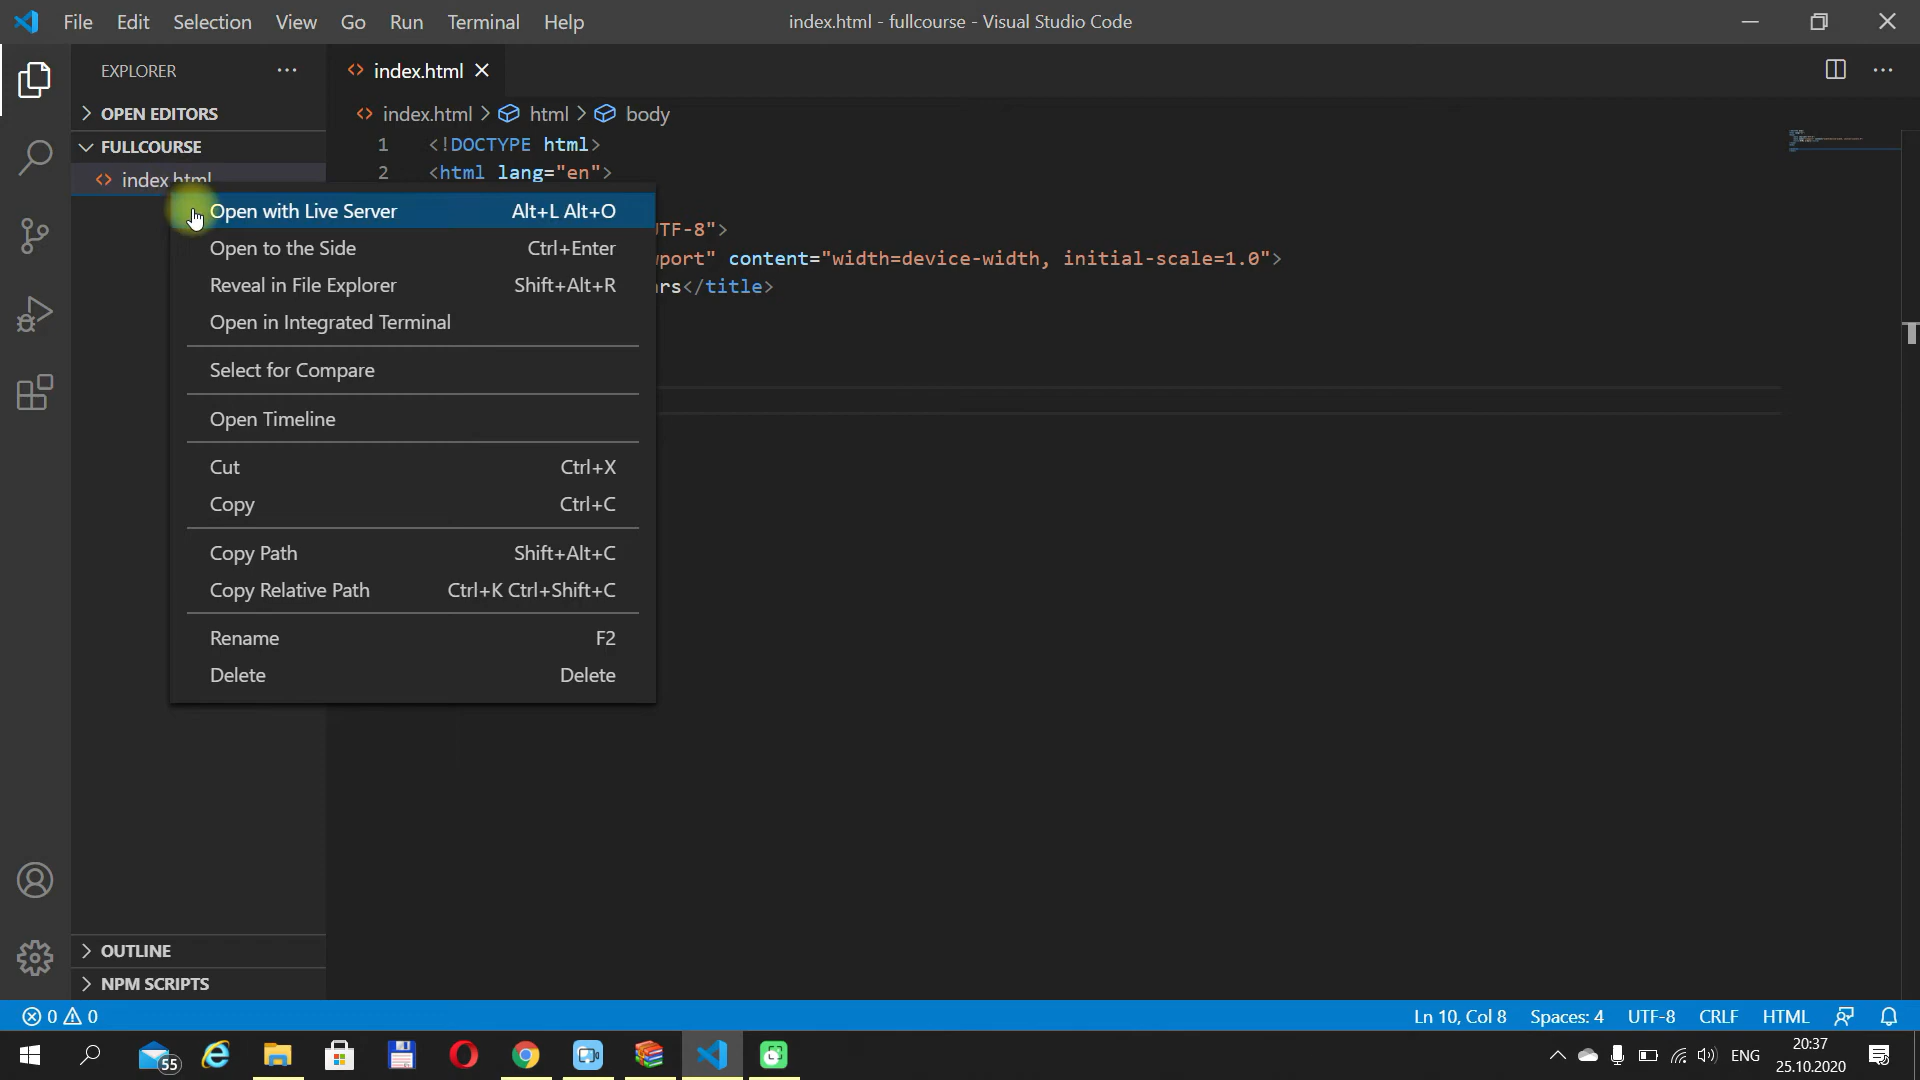 File Edit Selection View Go Run Terminal Help
index.html - fullcourse - Visual Studio Code
EXPLORER
index.html
OPEN EDITORS
index.html html body
FULLCOURSE
1 <!DOCTYPE html>
index.html
2 <html lang="en">
Open with Live Server Alt+L Alt+O
UTF-8">
Open to the Side Ctrl+Enter
port" content="width=device-width, initial-scale=1.0">
Reveal in File Explorer Shift+Alt+R
rs</title>
Open in Integrated Terminal
Select for Compare
Open Timeline
Cut Ctrl+X
Copy Ctrl+C
Copy Path Shift+Alt+C
Copy Relative Path Ctrl+K Ctrl+Shift+C
Rename F2
Delete Delete
OUTLINE
NPM SCRIPTS
0 0
Ln 10, Col 8 Spaces: 4 UTF-8 CRLF HTML
55
ENG
20:37
25.10.2020